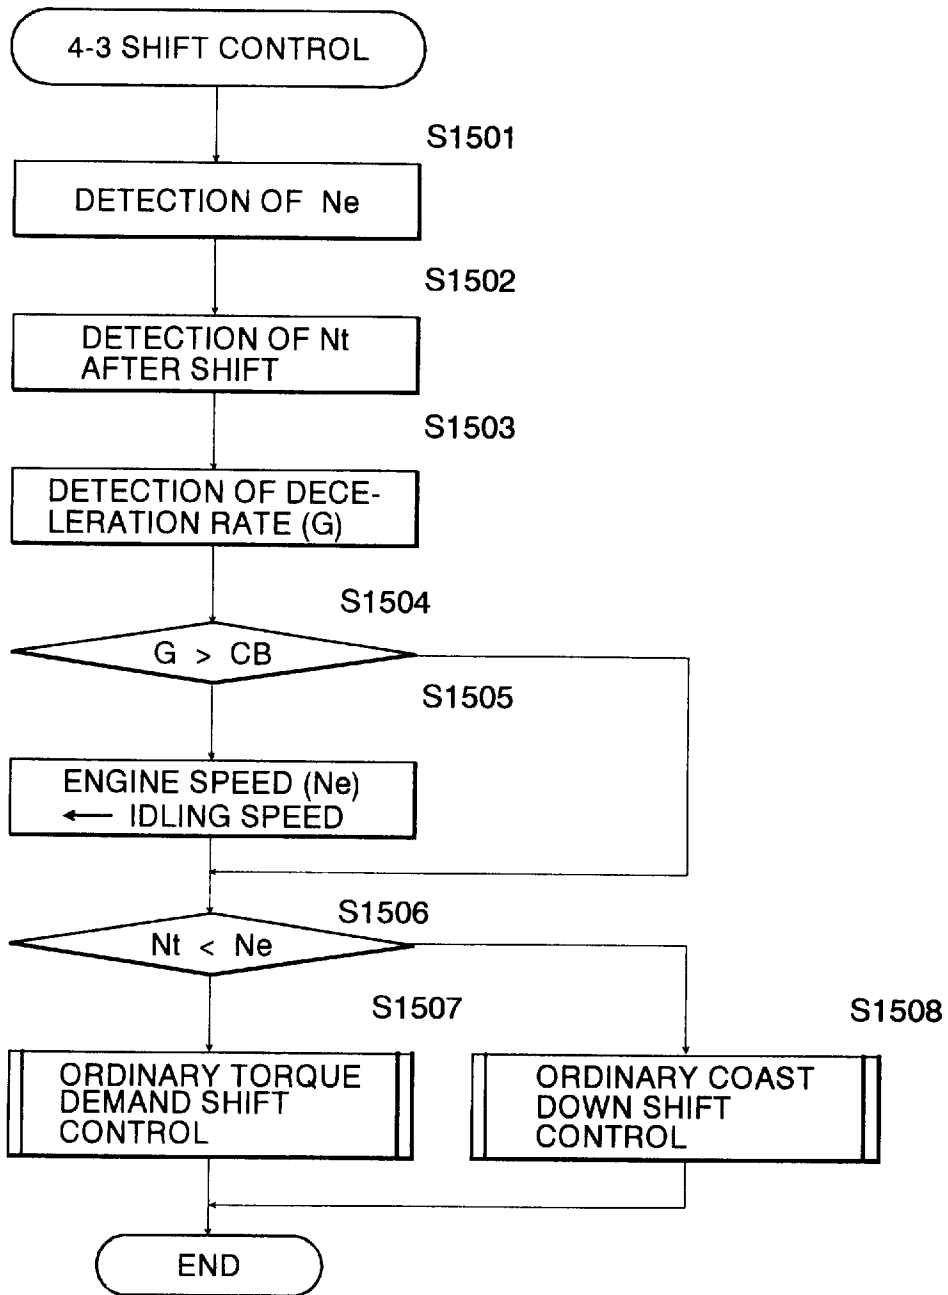 4-3 SHIFT CONTROL
S1501
DETECTION OF Ne
S1502
DETECTION OF Nt
AFTER SHIFT
S1503
DETECTION OF DECE-
LERATION RATE (G)
S1504
G > CB
S1505
ENGINE SPEED (Ne)
← IDLING SPEED
S1506
Nt < Ne
S1507
ORDINARY TORQUE
DEMAND SHIFT
CONTROL
S1508
ORDINARY COAST
DOWN SHIFT
CONTROL
END